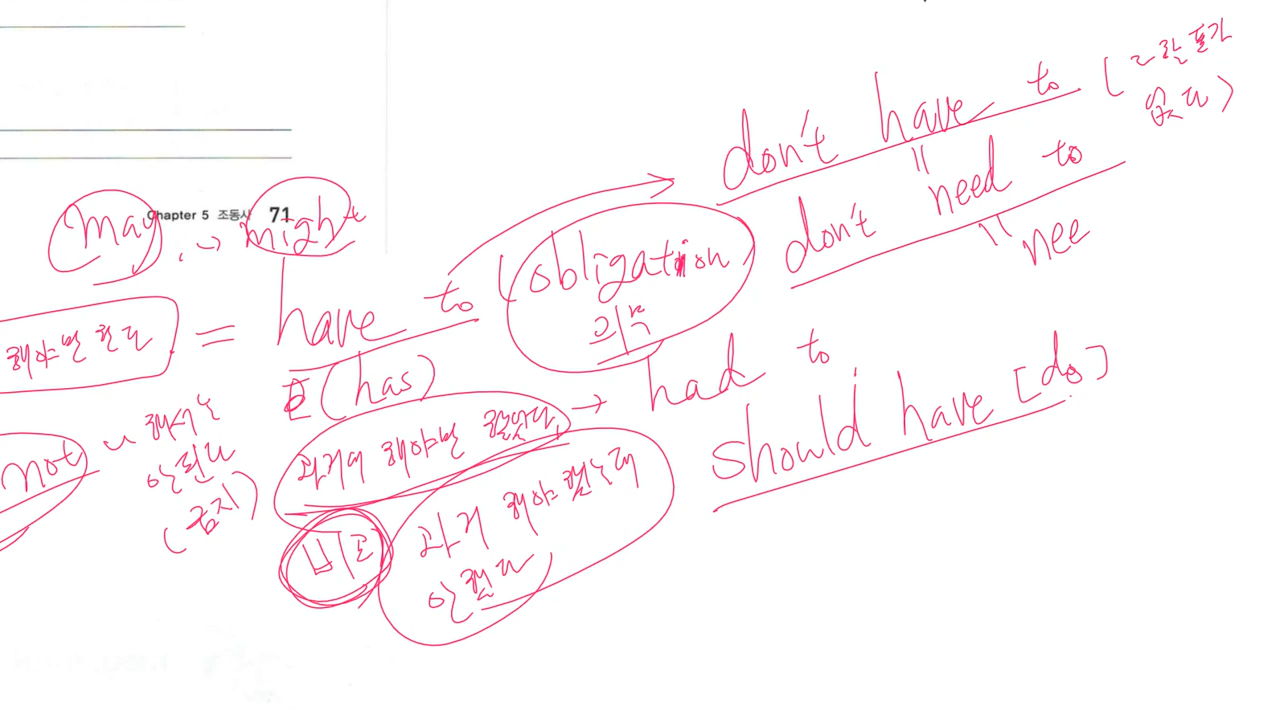 don't have to (그럴 필요가
없다)
don't need to
nee
May → might
Chapter 5 조동사 71
해야만 한다 = have to (obligation
의무
(has)
not ~해서는
안된다
(금지)
과거에 해야만 했었다 → had to
비교 과거 해야 했는데
안했다
should have [do]